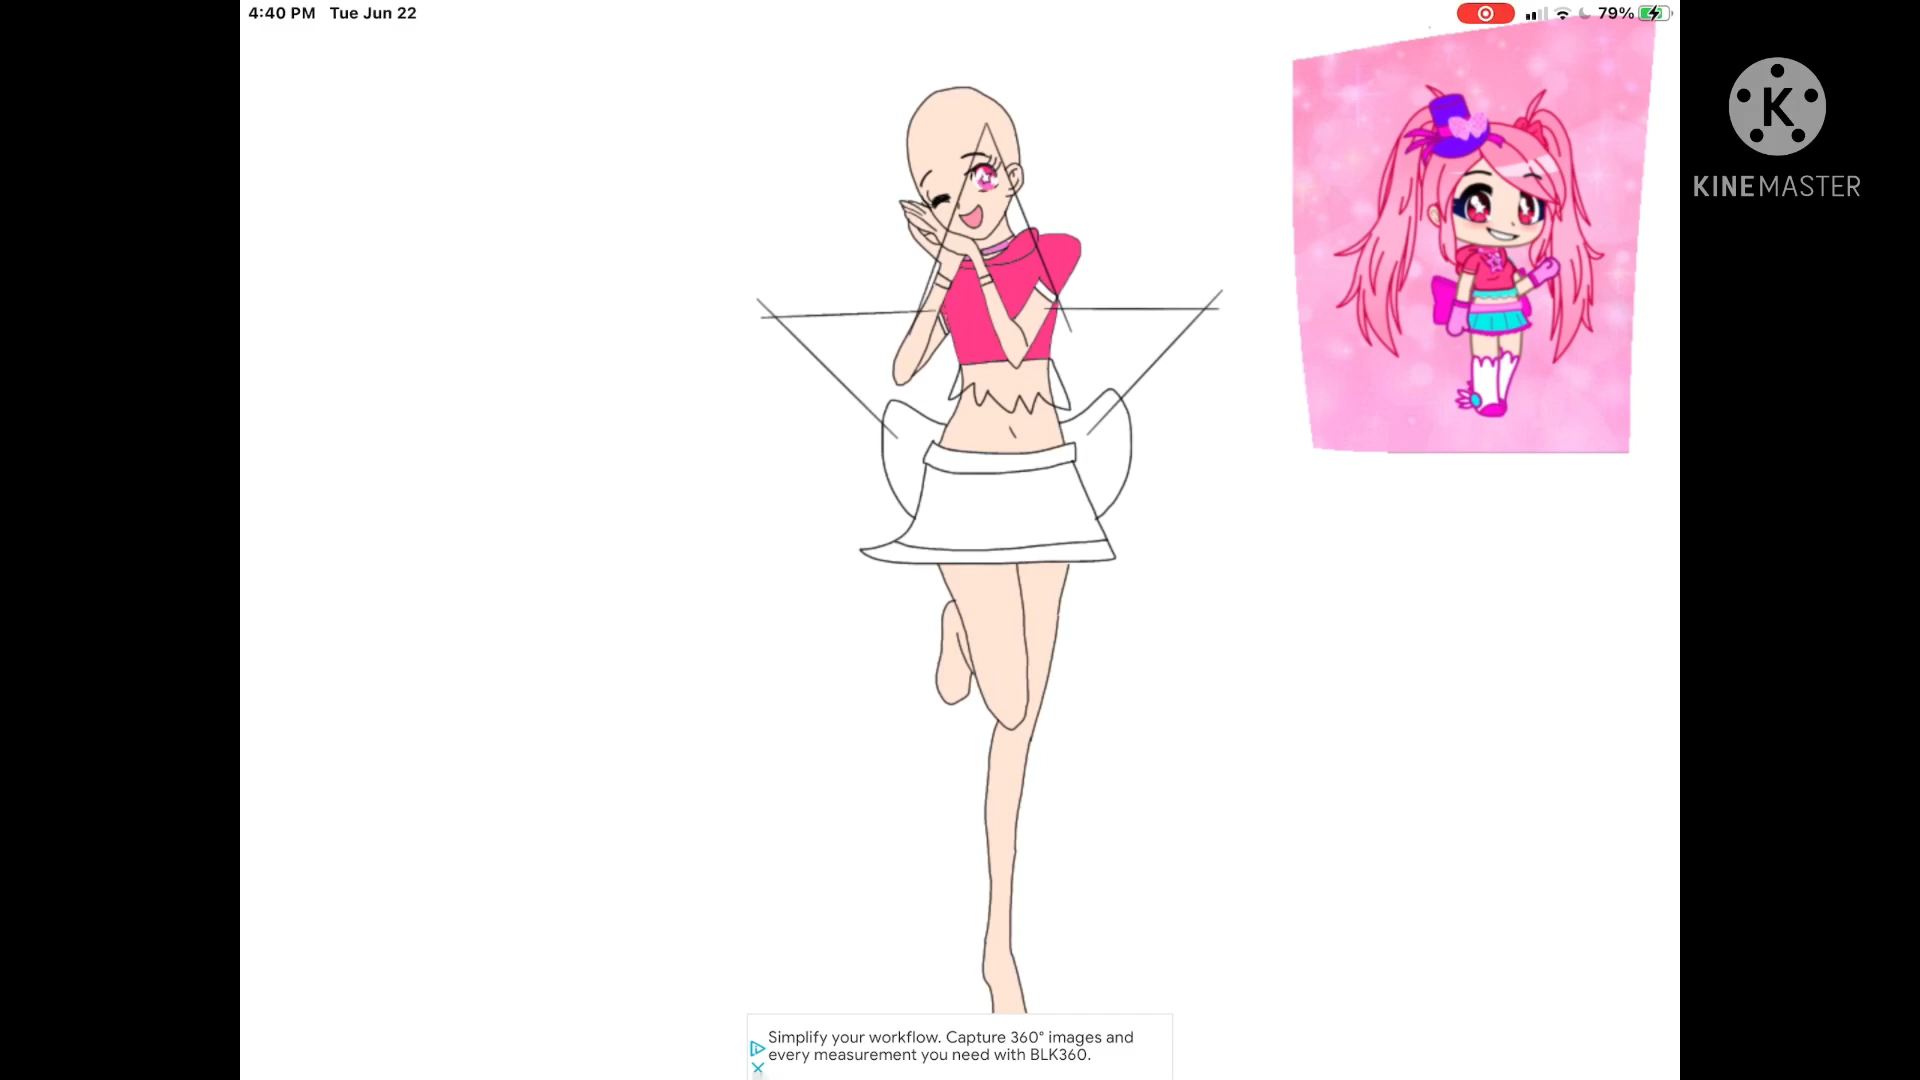 4:40 PM Tue Jun 22
79%
K
KINEMASTER
Simplify your workflow. Capture 360° images and
every measurement you need with BLK360.